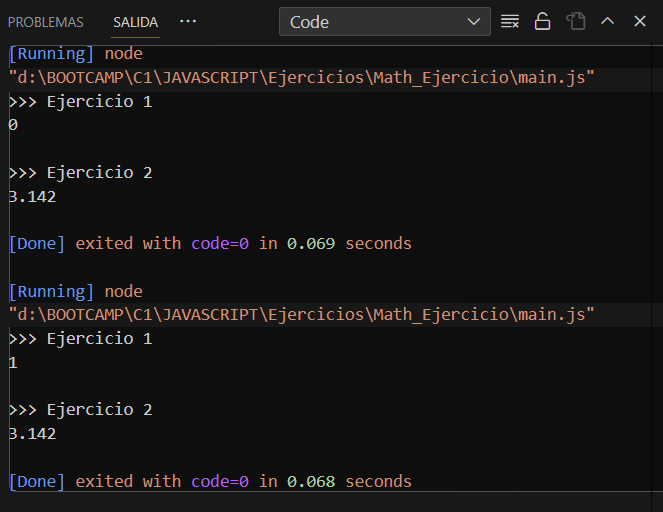 PROBLEMAS SALIDA ... Code
[Running] node
"d:\BOOTCAMP\C1\JAVASCRIPT\Ejercicios\Math_Ejercicio\main.js"
>>> Ejercicio 1
0
>>> Ejercicio 2
3.142
[Done] exited with code=0 in 0.069 seconds
[Running] node
"d:\BOOTCAMP\C1\JAVASCRIPT\Ejercicios\Math_Ejercicio\main.js"
>>> Ejercicio 1
1
>>> Ejercicio 2
3.142
[Done] exited with code=0 in 0.068 seconds